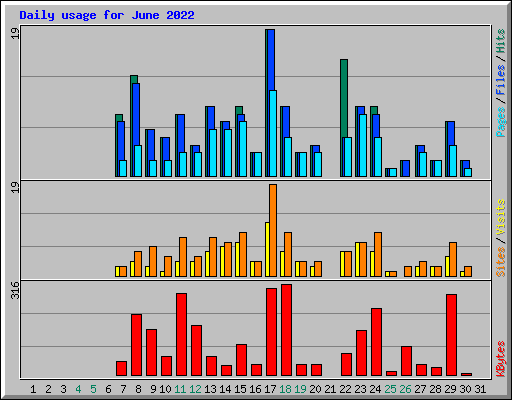 Daily usage for June 2022
19
Pages / Files / Hits
19
Sites / Visits
316
KBytes
1 2 3 4 5 6 7 8 9 10 11 12 13 14 15 16 17 18 19 20 21 22 23 24 25 26 27 28 29 30 31